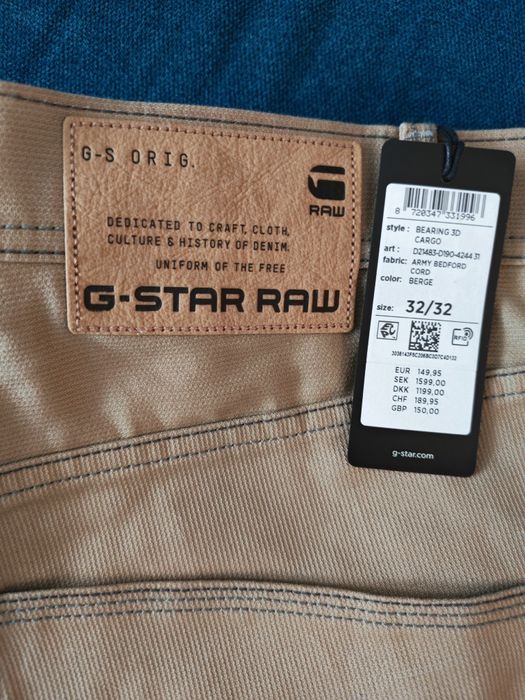 G-S ORIG.
RAW
DEDICATED TO CRAFT, CLOTH,
CULTURE & HISTORY OF DENIM.
UNIFORM OF THE FREE
G-STAR RAW
8 720347 331996
style : BEARING 3D
CARGO
art : D21483-D190-4244 31
fabric: ARMY BEDFORD
CORD
color: BERGE
size: 32/32
RFID
EUR 149,95
SEK 1599,00
DKK 1199,00
CHF 189,95
GBP 150,00
g-star.com